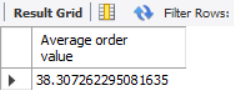 Result Grid Filter Rows:
Average order
value
38.307262295081635